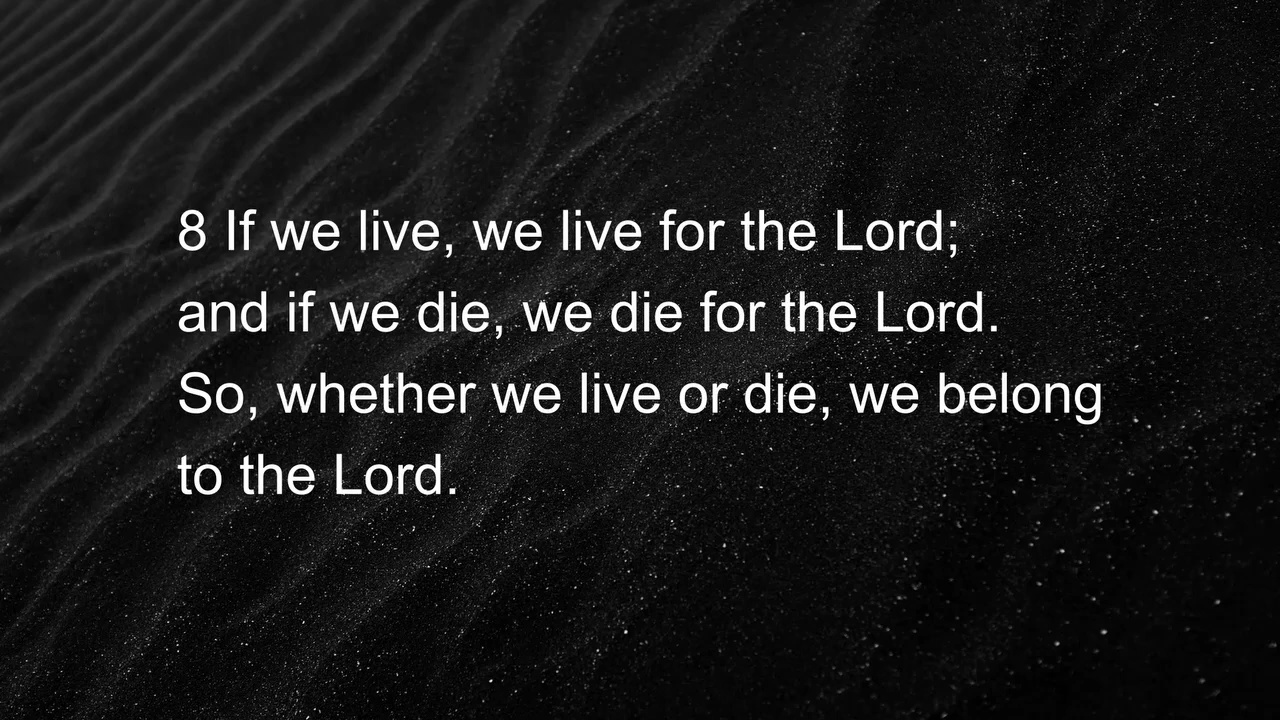 8 If we live, we live for the Lord;
and if we die, we die for the Lord.
So, whether we live or die, we belong
to the Lord.